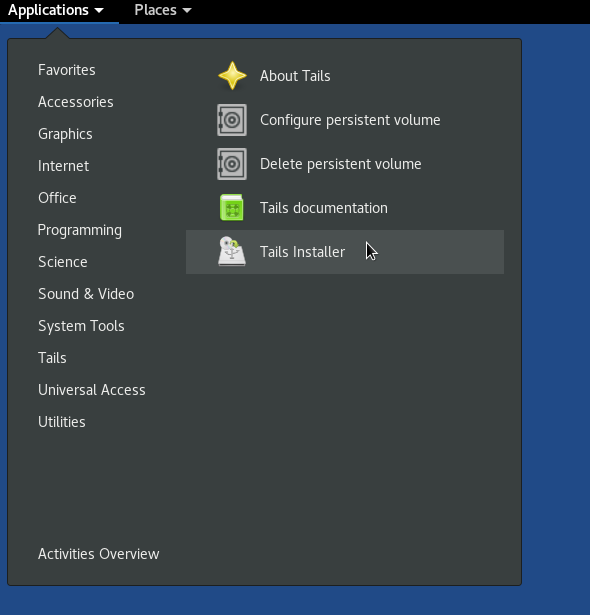 Applications Places
Favorites
Accessories
Graphics
Internet
Office
Programming
Science
Sound & Video
System Tools
Tails
Universal Access
Utilities
Activities Overview
About Tails
Configure persistent volume
Delete persistent volume
Tails documentation
Tails Installer